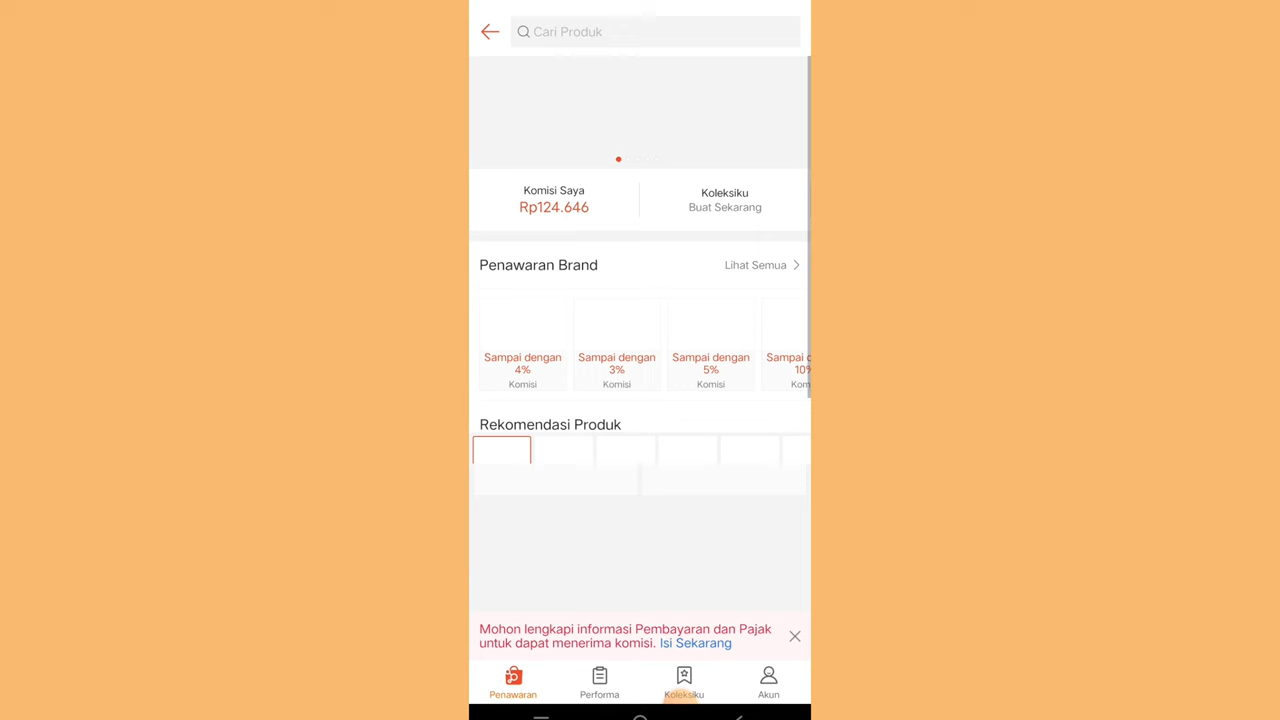 Cari Produk
Komisi Saya
Rp124.646
Koleksiku
Buat Sekarang
Penawaran Brand
Lihat Semua
Sampai dengan
4%
Komisi
Sampai dengan
3%
Komisi
Sampai dengan
5%
Komisi
Sampai d
10%
Kom
Rekomendasi Produk
Mohon lengkapi informasi Pembayaran dan Pajak
untuk dapat menerima komisi. Isi Sekarang
Penawaran
Performa
Koleksiku
Akun